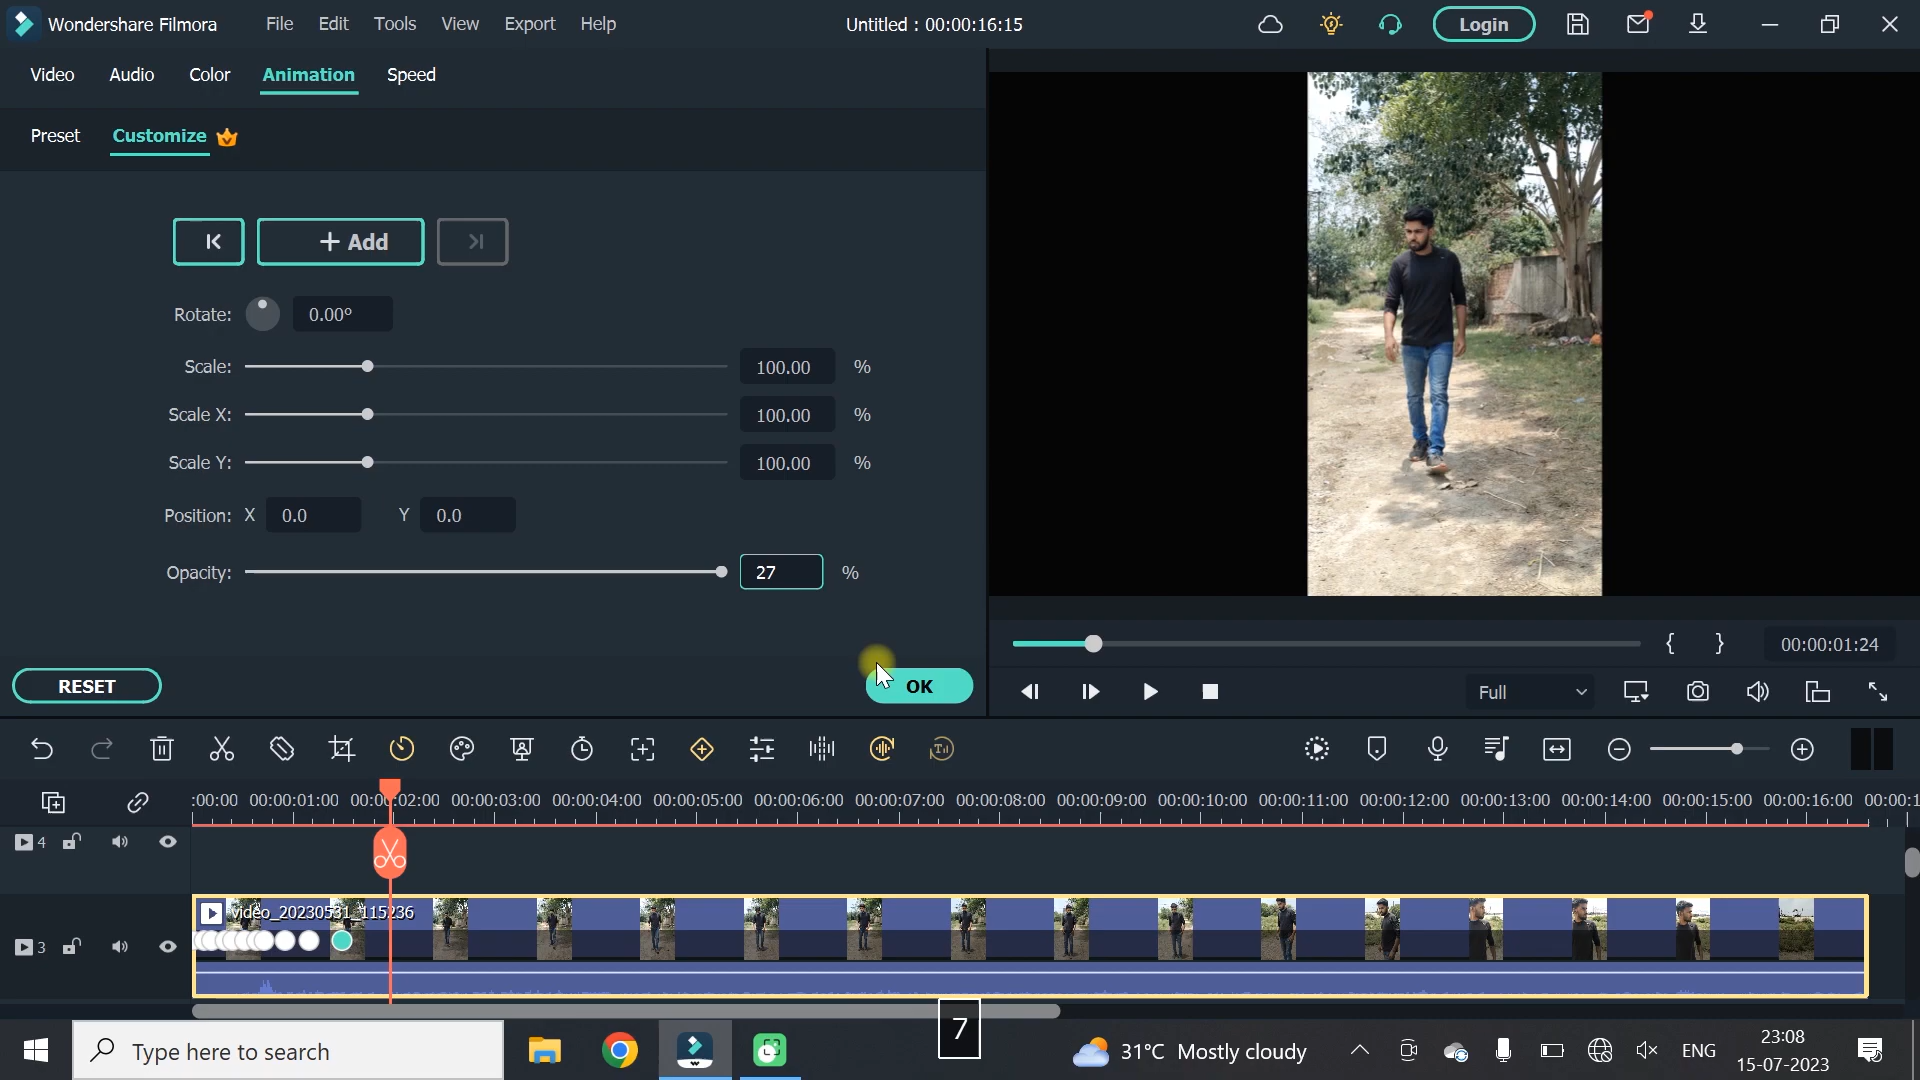 Wondershare Filmora File Edit Tools View Export Help Untitled : 00:00:16:15 Login
Video Audio Color Animation Speed
Preset Customize
+ Add
Rotate: 0.00º
Scale: 100.00 %
Scale X: 100.00 %
Scale Y: 100.00 %
Position: X 0.0 Y 0.0
Opacity: 27 %
{ } 00:00:01:24
RESET OK
Full
:00:00 00:00:01:00 00:00:02:00 00:00:03:00 00:00:04:00 00:00:05:00 00:00:06:00 00:00:07:00 00:00:08:00 00:00:09:00 00:00:10:00 00:00:11:00 00:00:12:00 00:00:13:00 00:00:14:00 00:00:15:00 00:00:16:00 00:00:1
4
video_20230531_115236
3
7
Type here to search 31°C Mostly cloudy ENG 23:08
15-07-2023